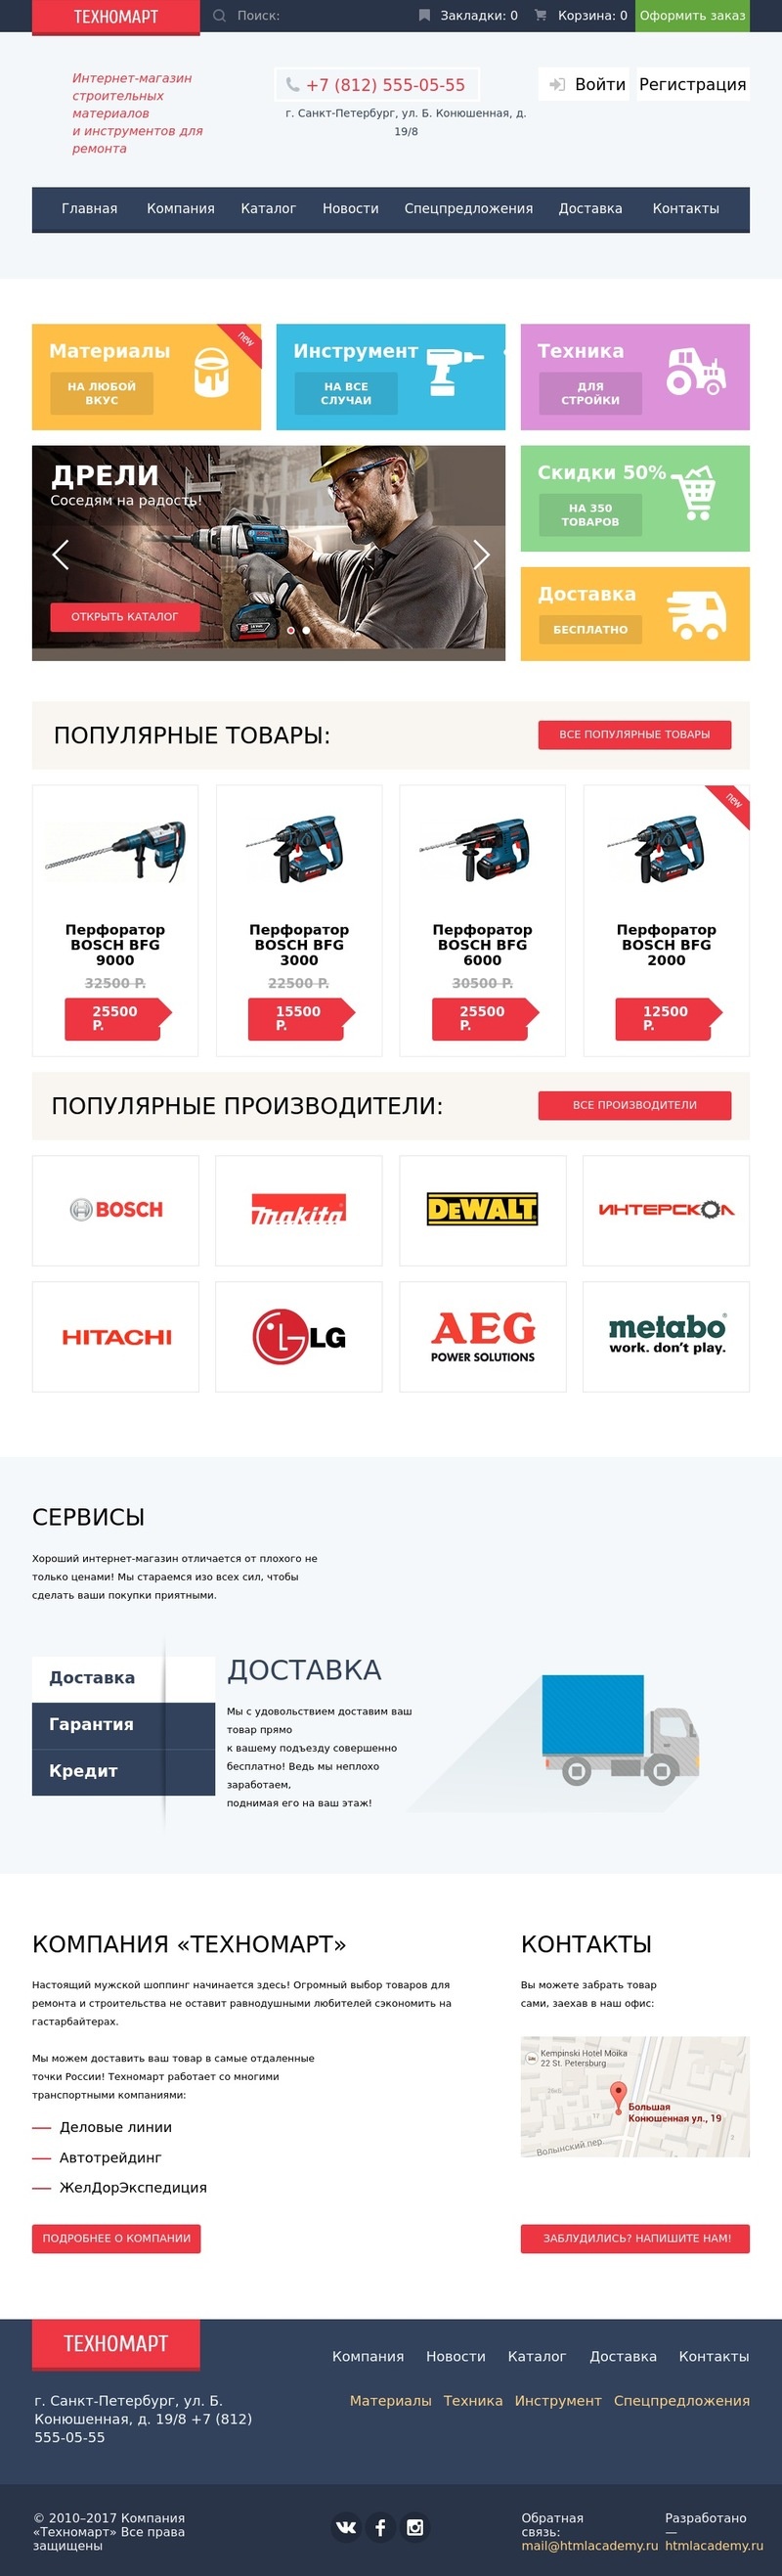 ТЕХНОМАРТ
Поиск:
Закладки: 0
Корзина: 0
Оформить заказ
Интернет-магазин
строительных
материалов
и инструментов для
ремонта
+7 (812) 555-05-55
г. Санкт-Петербург, ул. Б. Конюшенная, д.
19/8
Войти
Регистрация
Главная
Компания
Каталог
Новости
Спецпредложения
Доставка
Контакты
Материалы
НА ЛЮБОЙ
ВКУС
new
Инструмент
НА ВСЕ
СЛУЧАИ
Техника
ДЛЯ
СТРОЙКИ
ДРЕЛИ
Соседям на радость!
ОТКРЫТЬ КАТАЛОГ
Скидки 50%
НА 350
ТОВАРОВ
Доставка
БЕСПЛАТНО
ПОПУЛЯРНЫЕ ТОВАРЫ:
ВСЕ ПОПУЛЯРНЫЕ ТОВАРЫ
Перфоратор
BOSCH BFG
9000
32500 Р.
25500
Р.
Перфоратор
BOSCH BFG
3000
22500 Р.
15500
Р.
Перфоратор
BOSCH BFG
6000
30500 Р.
25500
Р.
new
Перфоратор
BOSCH BFG
2000
12500
Р.
ПОПУЛЯРНЫЕ ПРОИЗВОДИТЕЛИ:
ВСЕ ПРОИЗВОДИТЕЛИ
BOSCH
makita
DEWALT
ИНТЕРСКОЛ
HITACHI
LG
AEG
POWER SOLUTIONS
metabo
work. don't play.
СЕРВИСЫ
Хороший интернет-магазин отличается от плохого не
только ценами! Мы стараемся изо всех сил, чтобы
сделать ваши покупки приятными.
Доставка
Гарантия
Кредит
ДОСТАВКА
Мы с удовольствием доставим ваш
товар прямо
к вашему подъезду совершенно
бесплатно! Ведь мы неплохо
заработаем,
поднимая его на ваш этаж!
КОМПАНИЯ «ТЕХНОМАРТ»
Настоящий мужской шоппинг начинается здесь! Огромный выбор товаров для
ремонта и строительства не оставит равнодушными любителей сэкономить на
гастарбайтерах.
Мы можем доставить ваш товар в самые отдаленные
точки России! Техномарт работает со многими
транспортными компаниями:
Деловые линии
Автотрейдинг
ЖелДорЭкспедиция
ПОДРОБНЕЕ О КОМПАНИИ
КОНТАКТЫ
Вы можете забрать товар
сами, заехав в наш офис:
Kempinski Hotel Moika
22 St. Petersburg
Большая
Конюшенная ул., 19
17
2
Волынский пер.
ЗАБЛУДИЛИСЬ? НАПИШИТЕ НАМ!
ТЕХНОМАРТ
Компания
Новости
Каталог
Доставка
Контакты
г. Санкт-Петербург, ул. Б.
Конюшенная, д. 19/8 +7 (812)
555-05-55
Материалы
Техника
Инструмент
Спецпредложения
© 2010–2017 Компания
«Техномарт» Все права
защищены
Обратная
связь:
mail@htmlacademy.ru
Разработано
—
htmlacademy.ru